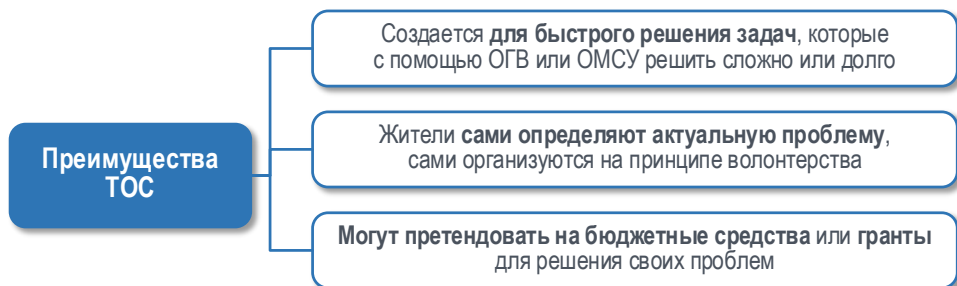 Создается для быстрого решения задач, которые
с помощью ОГВ или ОМСУ решить сложно или долго
Преимущества
ТОС
Жители сами определяют актуальную проблему,
сами организуются на принципе волонтерства
Могут претендовать на бюджетные средства или гранты
для решения своих проблем